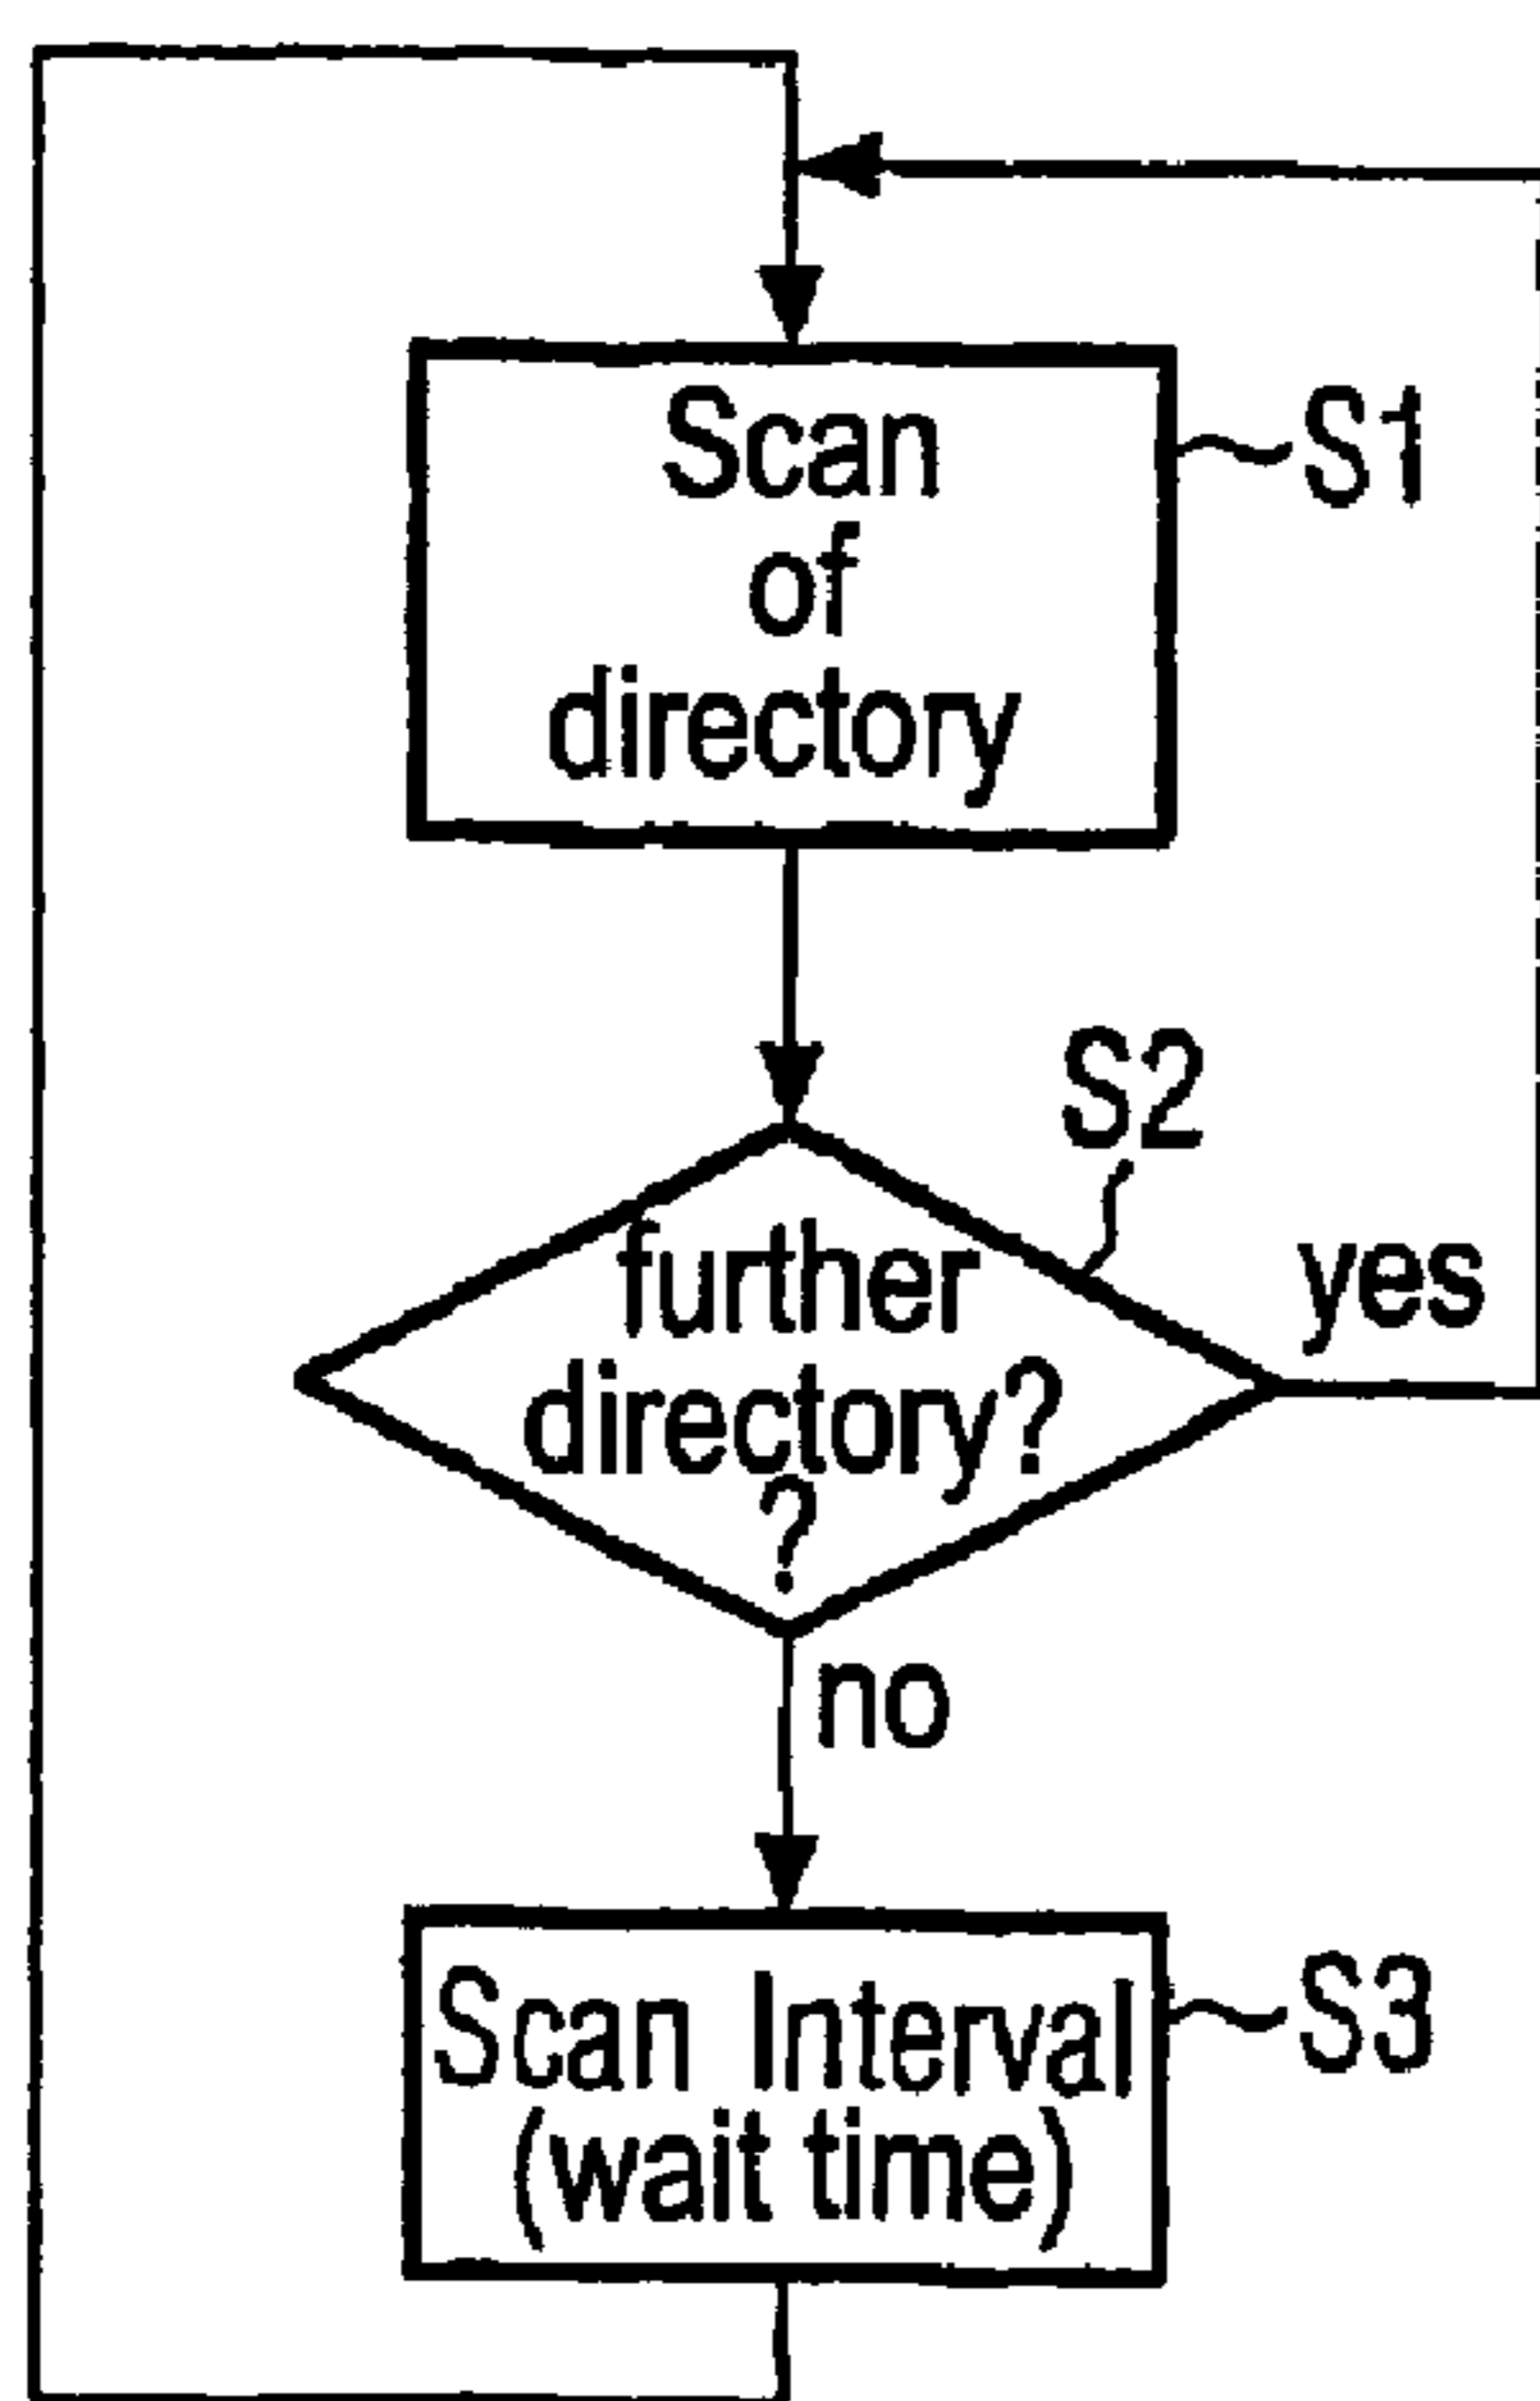 Scan
of
directory
S1
S2
further
directory?
?
yes
no
Scan Interval
(wait time)
S3